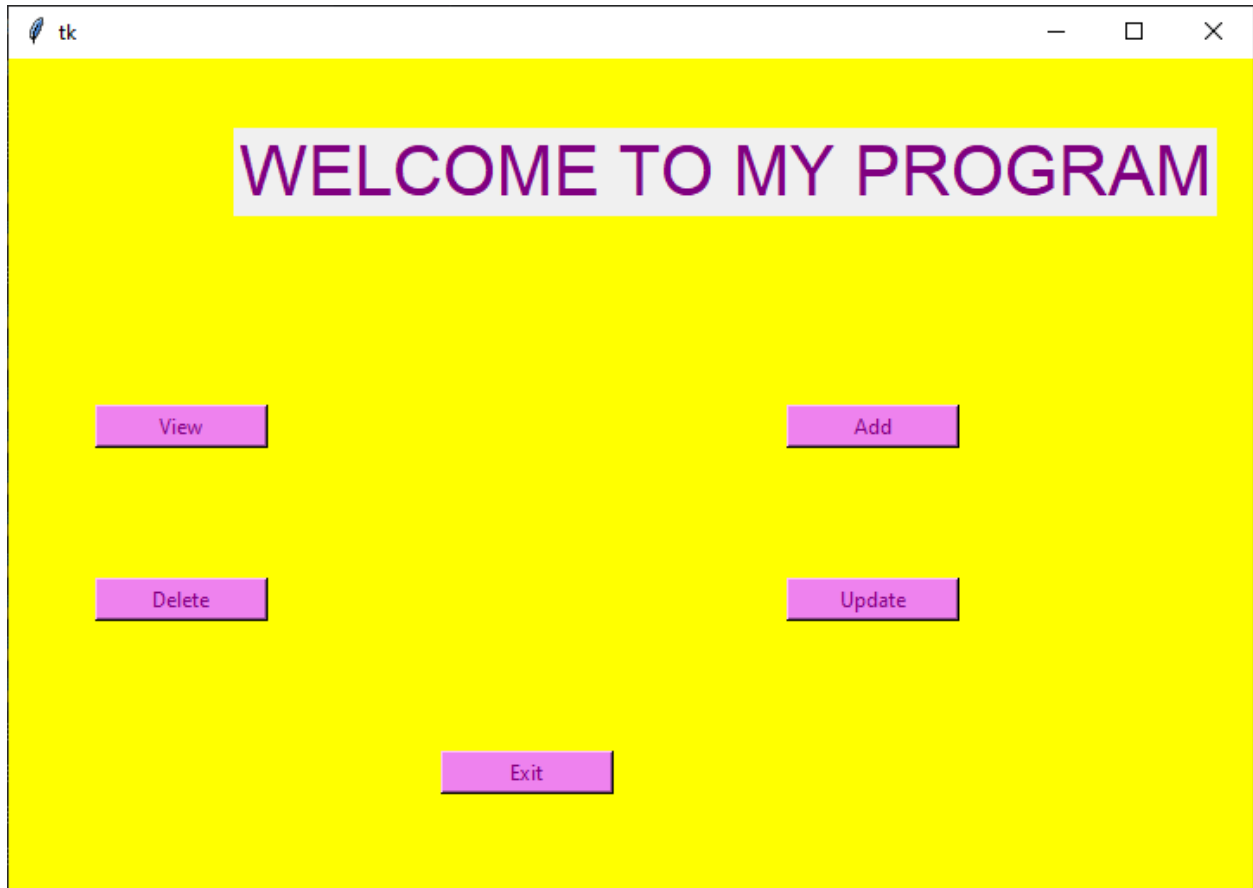 tk
WELCOME TO MY PROGRAM
View
Add
Delete
Update
Exit